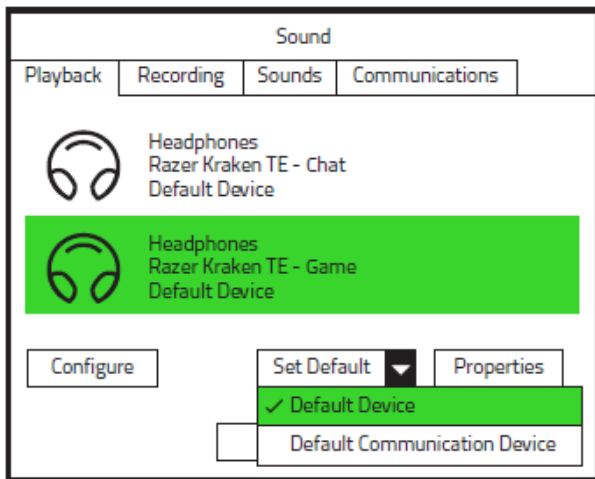 Sound
Playback Recording Sounds Communications
Headphones
Razer Kraken TE - Chat
Default Device
Headphones
Razer Kraken TE - Game
Default Device
Configure Set Default Properties
✓ Default Device
Default Communication Device